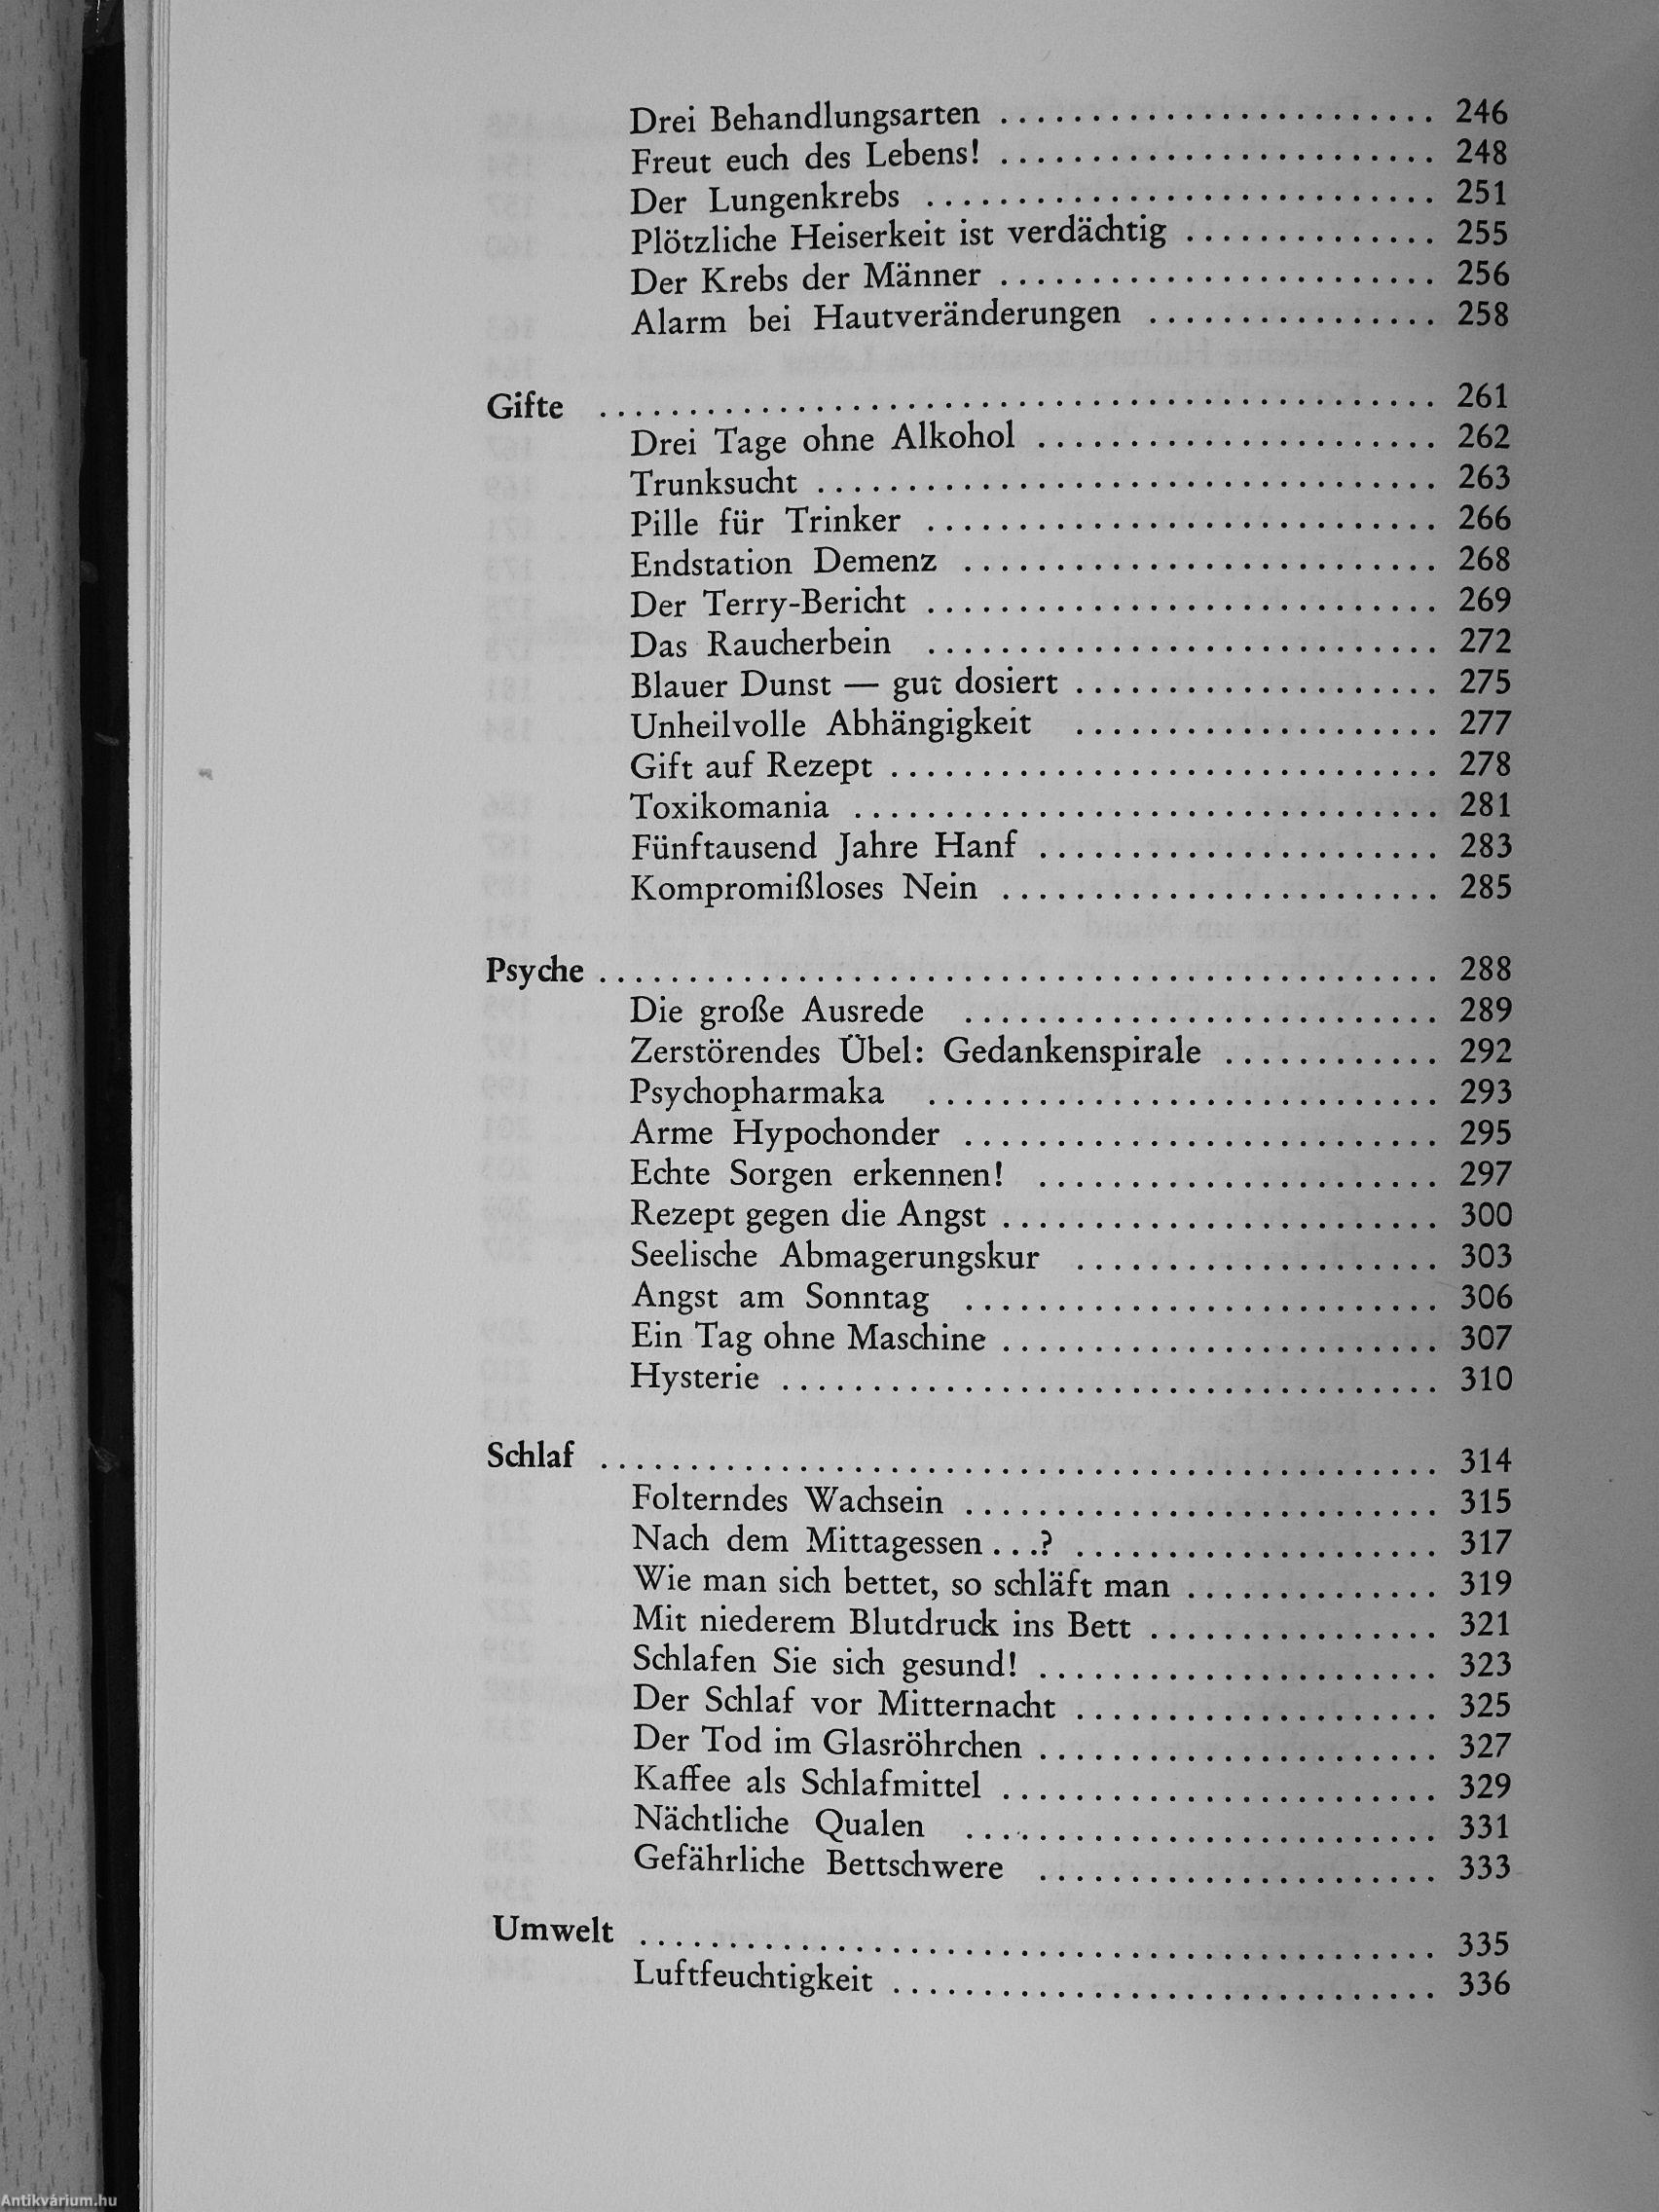 Drei Behandlungsarten ........................ 246
Freut euch des Lebens! ........................ 248
Der Lungenkrebs ............................ 251
Plötzliche Heiserkeit ist verdächtig .............. 255
Der Krebs der Männer ........................ 256
Alarm bei Hautveränderungen ................ 258
Gifte .............................................. 261
Drei Tage ohne Alkohol ...................... 262
Trunksucht .................................. 263
Pille für Trinker ............................ 266
Endstation Demenz .......................... 268
Der Terry-Bericht ............................ 269
Das Raucherbein ............................ 272
Blauer Dunst — gut dosiert .................... 275
Unheilvolle Abhängigkeit .................... 277
Gift auf Rezept .............................. 278
Toxikomania ................................ 281
Fünftausend Jahre Hanf ...................... 283
Kompromißloses Nein ........................ 285
Psyche .............................................. 288
Die große Ausrede .......................... 289
Zerstörendes Übel: Gedankenspirale ............ 292
Psychopharmaka ............................ 293
Arme Hypochonder .......................... 295
Echte Sorgen erkennen! ...................... 297
Rezept gegen die Angst ........................ 300
Seelische Abmagerungskur .................... 303
Angst am Sonntag .......................... 306
Ein Tag ohne Maschine ........................ 307
Hysterie .................................... 310
Schlaf .............................................. 314
Folterndes Wachsein .......................... 315
Nach dem Mittagessen . . .? .................... 317
Wie man sich bettet, so schläft man .............. 319
Mit niederem Blutdruck ins Bett ................ 321
Schlafen Sie sich gesund! ...................... 323
Der Schlaf vor Mitternacht .................... 325
Der Tod im Glasröhrchen ...................... 327
Kaffee als Schlafmittel ........................ 329
Nächtliche Qualen .......................... 331
Gefährliche Bettschwere ...................... 333
Umwelt ............................................ 335
Luftfeuchtigkeit .............................. 336
Antikvárium.hu